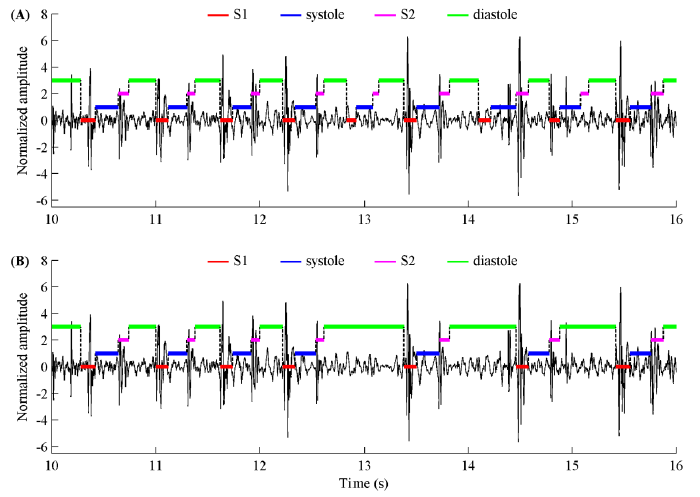 (A)
S1 systole S2 diastole
Normalized amplitude
8
6
4
2
0
-2
-4
-6
10 11 12 13 14 15 16
(B)
S1 systole S2 diastole
Normalized amplitude
8
6
4
2
0
-2
-4
-6
10 11 12 13 14 15 16
Time (s)